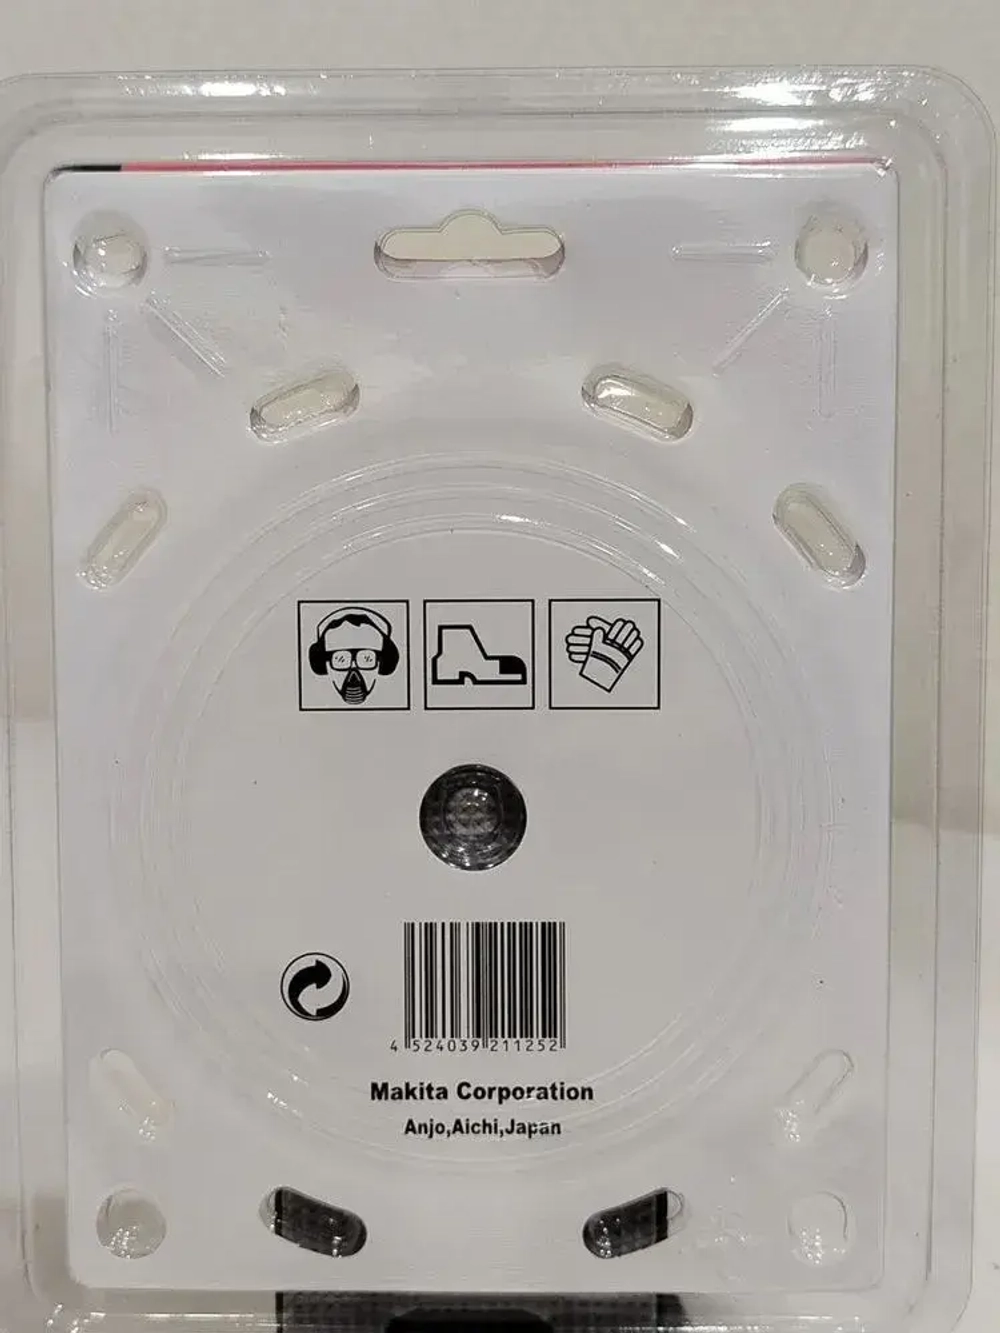 4 524039 211252
Makita Corporation
Anjo,Aichi,Japan